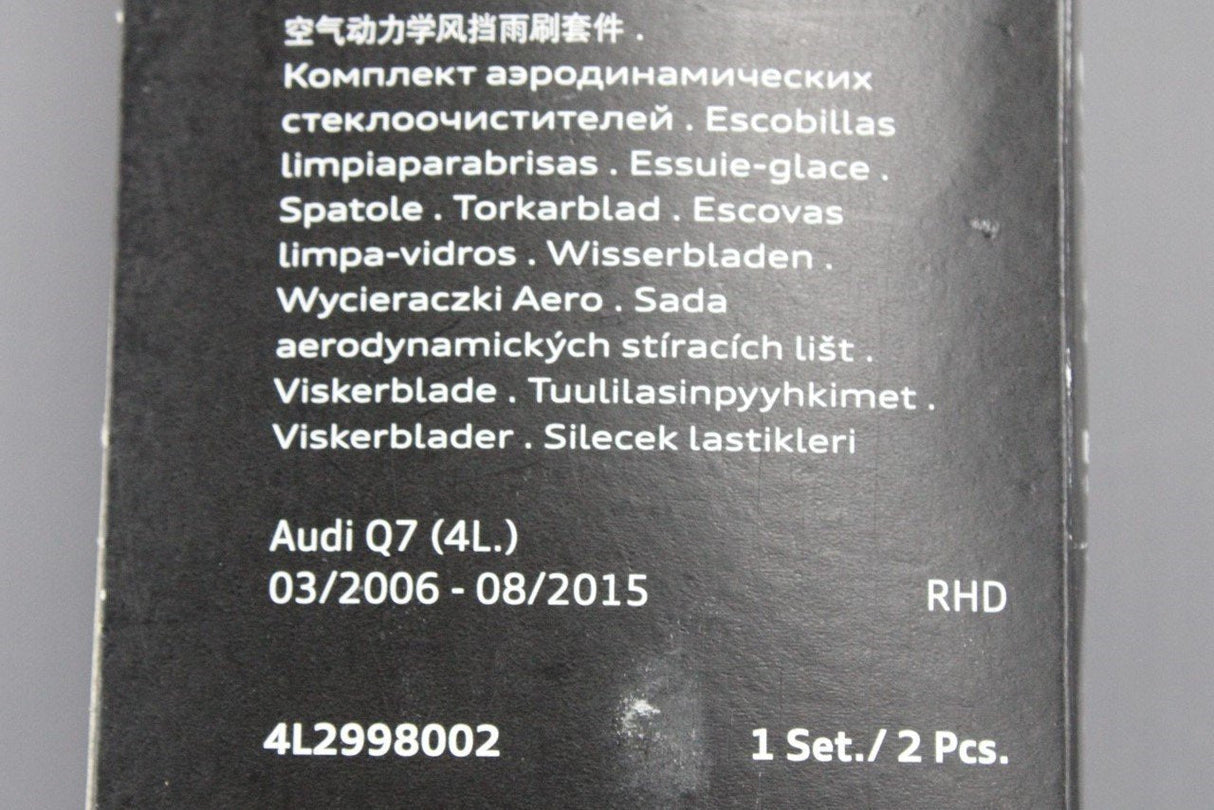 空气动力学风挡雨刷套件 .
Комплект аэродинамических
стеклоочистителей . Escobillas
limpiaparabrisas . Essuie-glace .
Spatole . Torkarblad . Escovas
limpa-vidros . Wisserbladen .
Wycieraczki Aero . Sada
aerodynamických stíracích lišt .
Viskerblade . Tuulilasinpyyhkimet .
Viskerblader . Silecek lastikleri
Audi Q7 (4L.)
03/2006 - 08/2015 RHD
4L2998002 1 Set./ 2 Pcs.